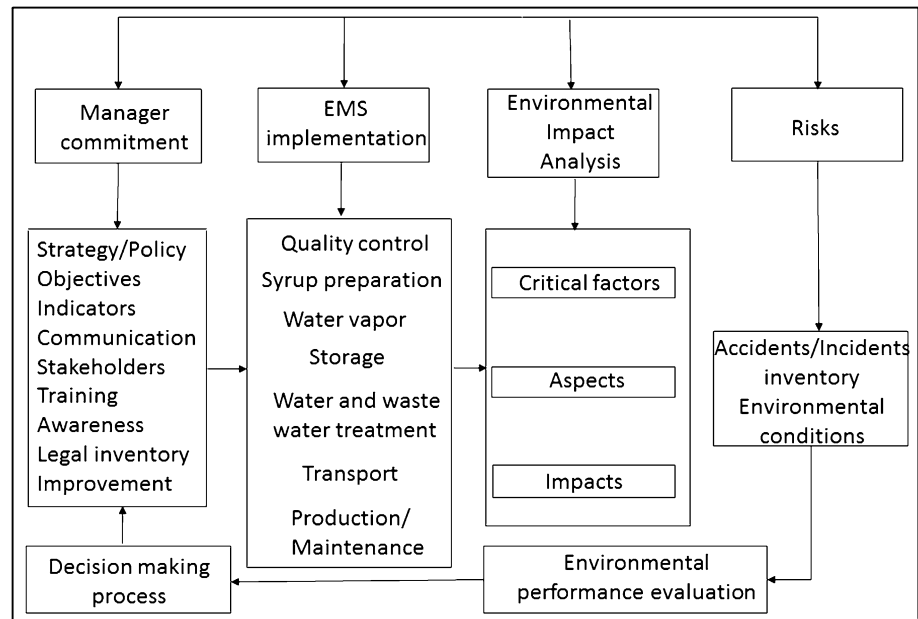 Manager
commitment
EMS
implementation
Environmental
Impact
Analysis
Risks
Strategy/Policy
Objectives
Indicators
Communication
Stakeholders
Training
Awareness
Legal inventory
Improvement
Quality control
Syrup preparation
Water vapor
Storage
Water and waste
water treatment
Transport
Production/
Maintenance
Critical factors
Aspects
Impacts
Accidents/Incidents
inventory
Environmental
conditions
Decision making
process
Environmental
performance evaluation